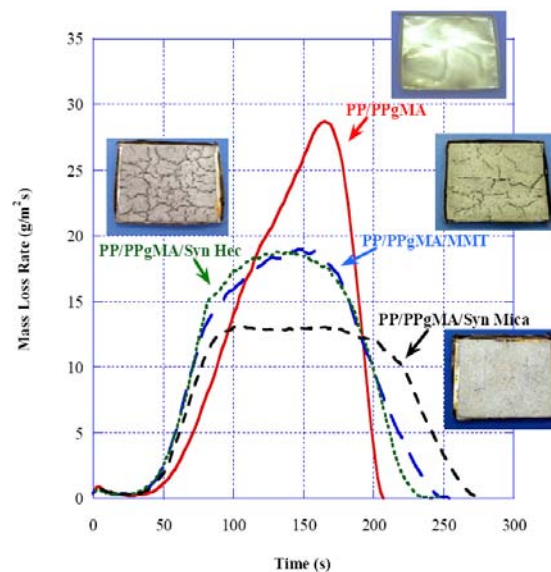 35
30
25
20
15
10
5
0
Mass Loss Rate (g/m² s)
PP/PPgMA
PP/PPgMA/Syn Hec
PP/PPgMA/MMT
PP/PPgMA/Syn Mica
0 50 100 150 200 250 300
Time (s)